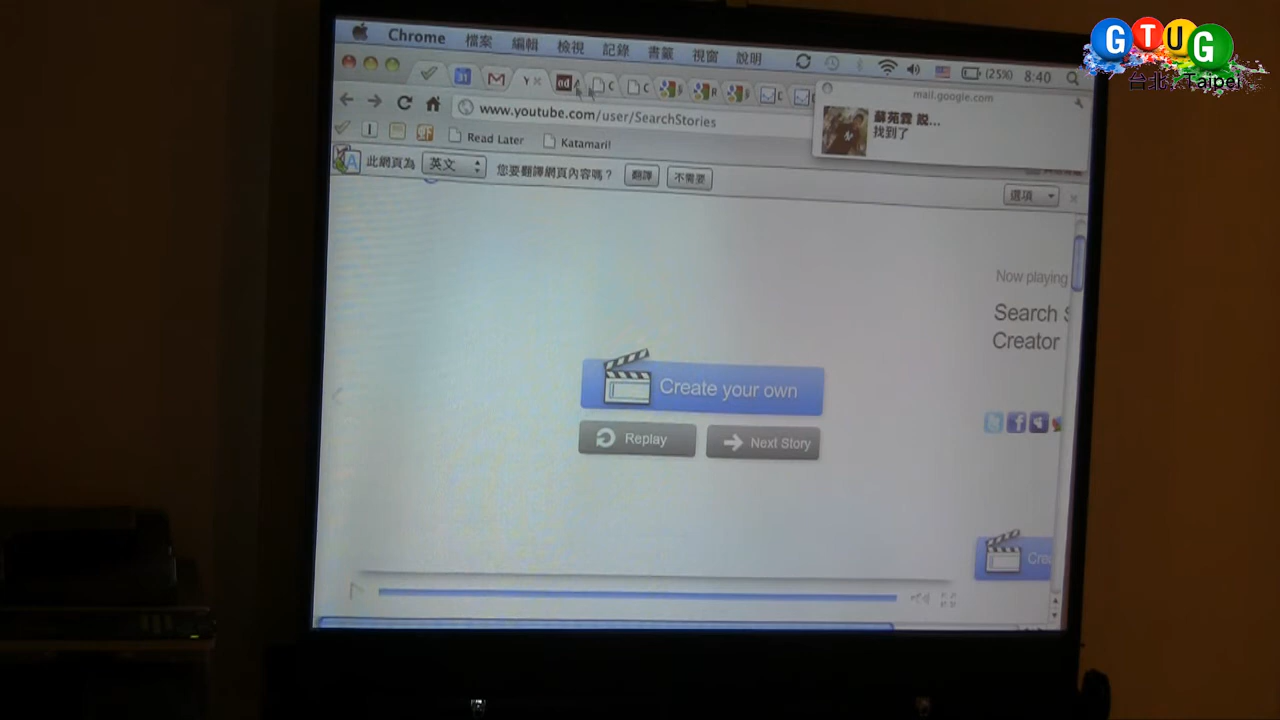 GTUG
台北 Taipei
Chrome 檔案 編輯 檢視 記錄 書籤 視窗 說明 (25%) 8:40
mail.google.com
蘇苑霖 說...
找到了
www.youtube.com/user/SearchStories
Read Later Katamari!
此網頁為 英文 您要翻譯網頁內容嗎？ 翻譯 不需要 選項
Now playing
Search S
Creator
Create your own
Replay Next Story
Crea